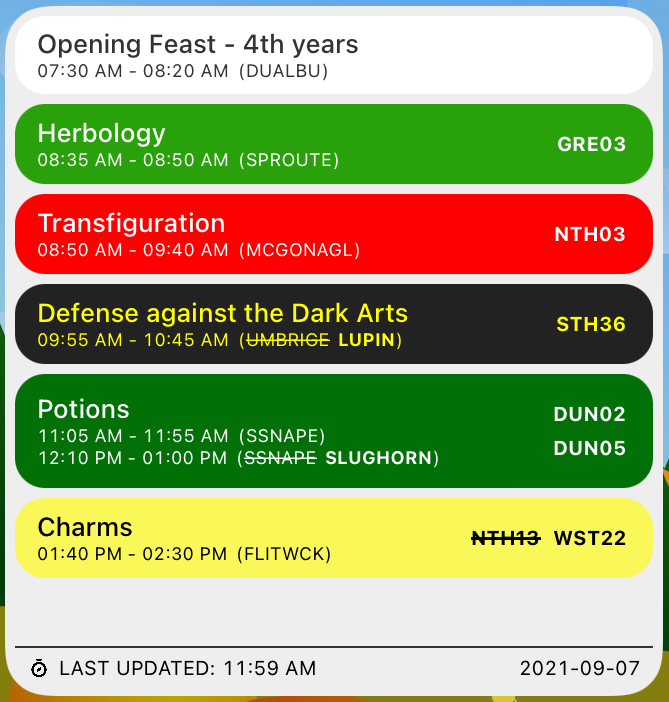 Opening Feast - 4th years
07:30 AM - 08:20 AM (DUALBU)
Herbology
08:35 AM - 08:50 AM (SPROUTE)
GRE03
Transfiguration
08:50 AM - 09:40 AM (MCGONAGL)
NTH03
Defense against the Dark Arts
09:55 AM - 10:45 AM (UMBRIGE LUPIN)
STH36
Potions
11:05 AM - 11:55 AM (SSNAPE)
12:10 PM - 01:00 PM (SSNAPE SLUGHORN)
DUN02
DUN05
Charms
01:40 PM - 02:30 PM (FLITWCK)
NTH13 WST22
LAST UPDATED: 11:59 AM
2021-09-07